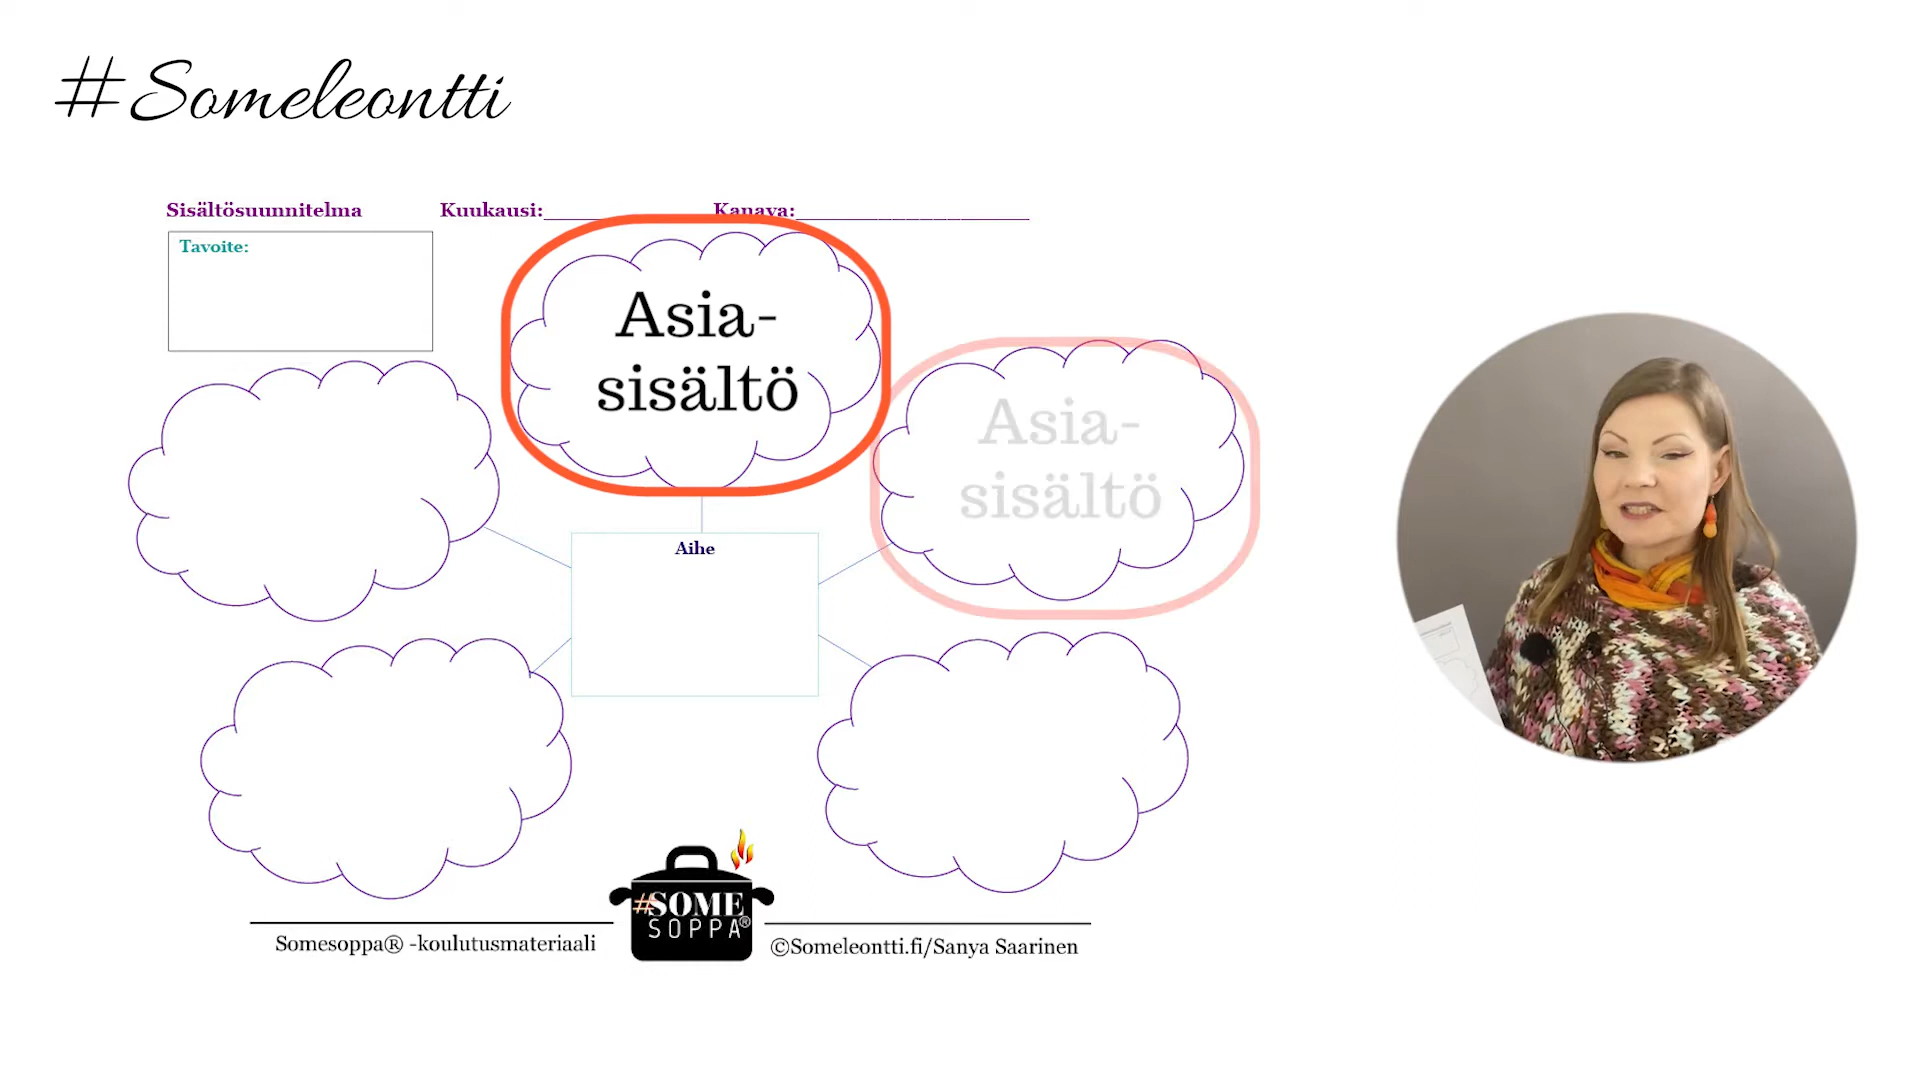 #Someleontti
Sisältösuunnitelma Kuukausi: Kanava:
Tavoite:
Asia-
sisältö
Asia-
sisältö
Aihe
#SOME
SOPPA®
Somesoppa® -koulutusmateriaali
©Someleontti.fi/Sanya Saarinen